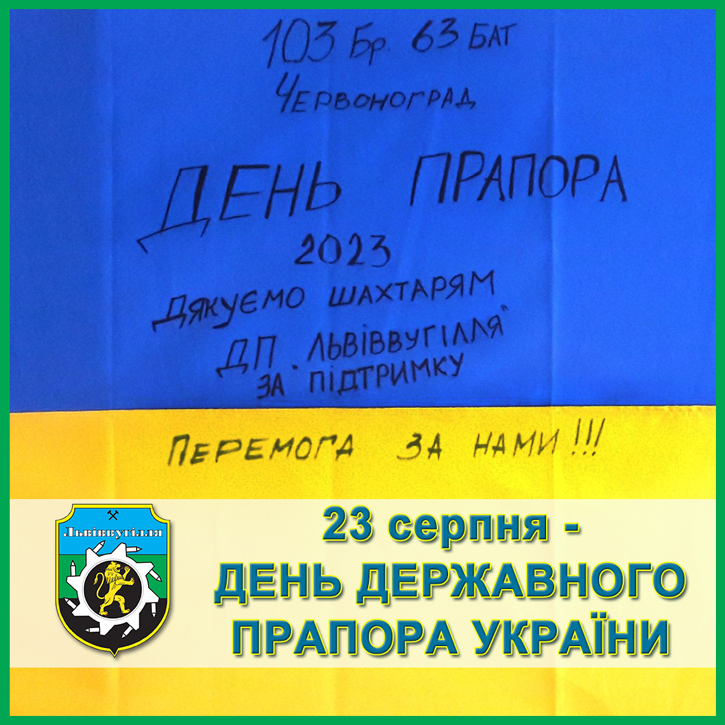 103 Бр. 63 БАТ
Червоноград
ДЕНЬ ПРАПОРА
2023
Дякуємо шахтарям
ДП "Львіввугілля"
за підтримку
Перемога за нами!!!
Львіввугілля
23 серпня -
ДЕНЬ ДЕРЖАВНОГО
ПРАПОРА УКРАЇНИ